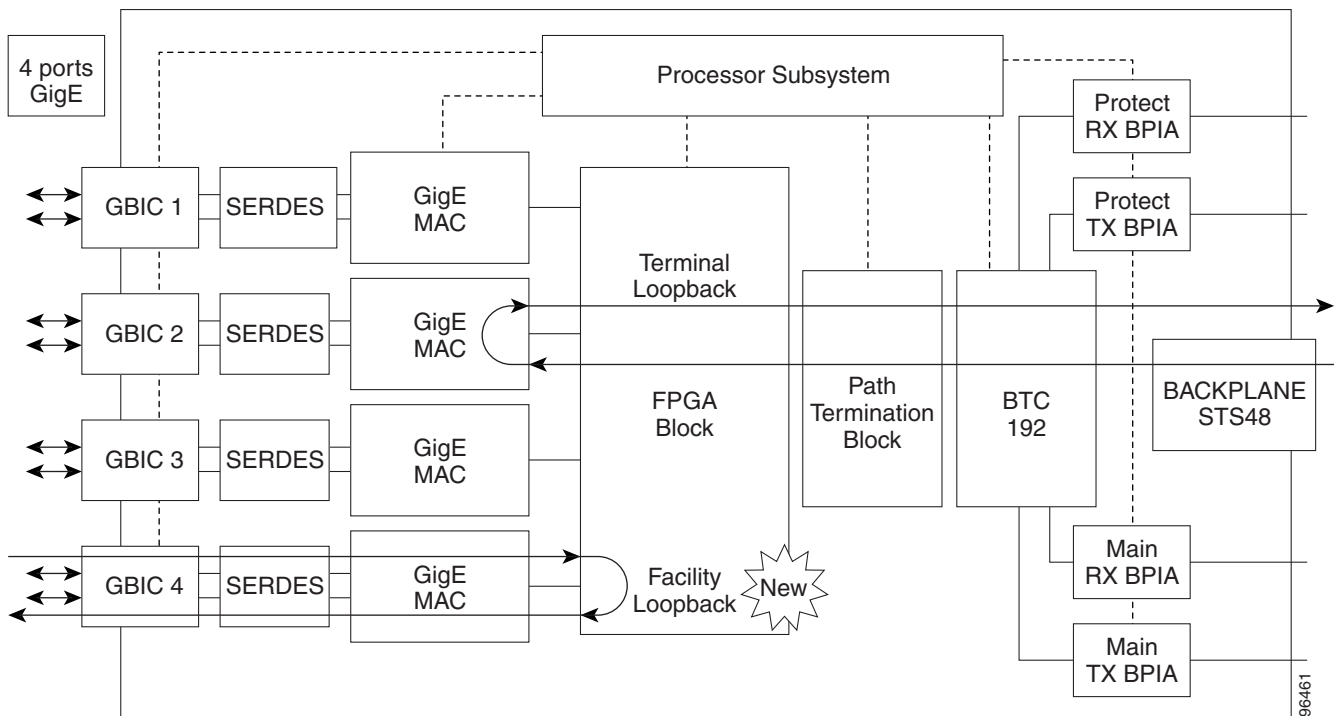 4 ports
GigE
Processor Subsystem
Protect
RX BPIA
GBIC 1
SERDES
GigE
MAC
Protect
TX BPIA
Terminal
Loopback
GBIC 2
SERDES
GigE
MAC
FPGA
Block
Path
Termination
Block
BTC
192
BACKPLANE
STS48
GBIC 3
SERDES
GigE
MAC
Main
RX BPIA
GBIC 4
SERDES
GigE
MAC
Facility
Loopback
New
Main
TX BPIA
96461